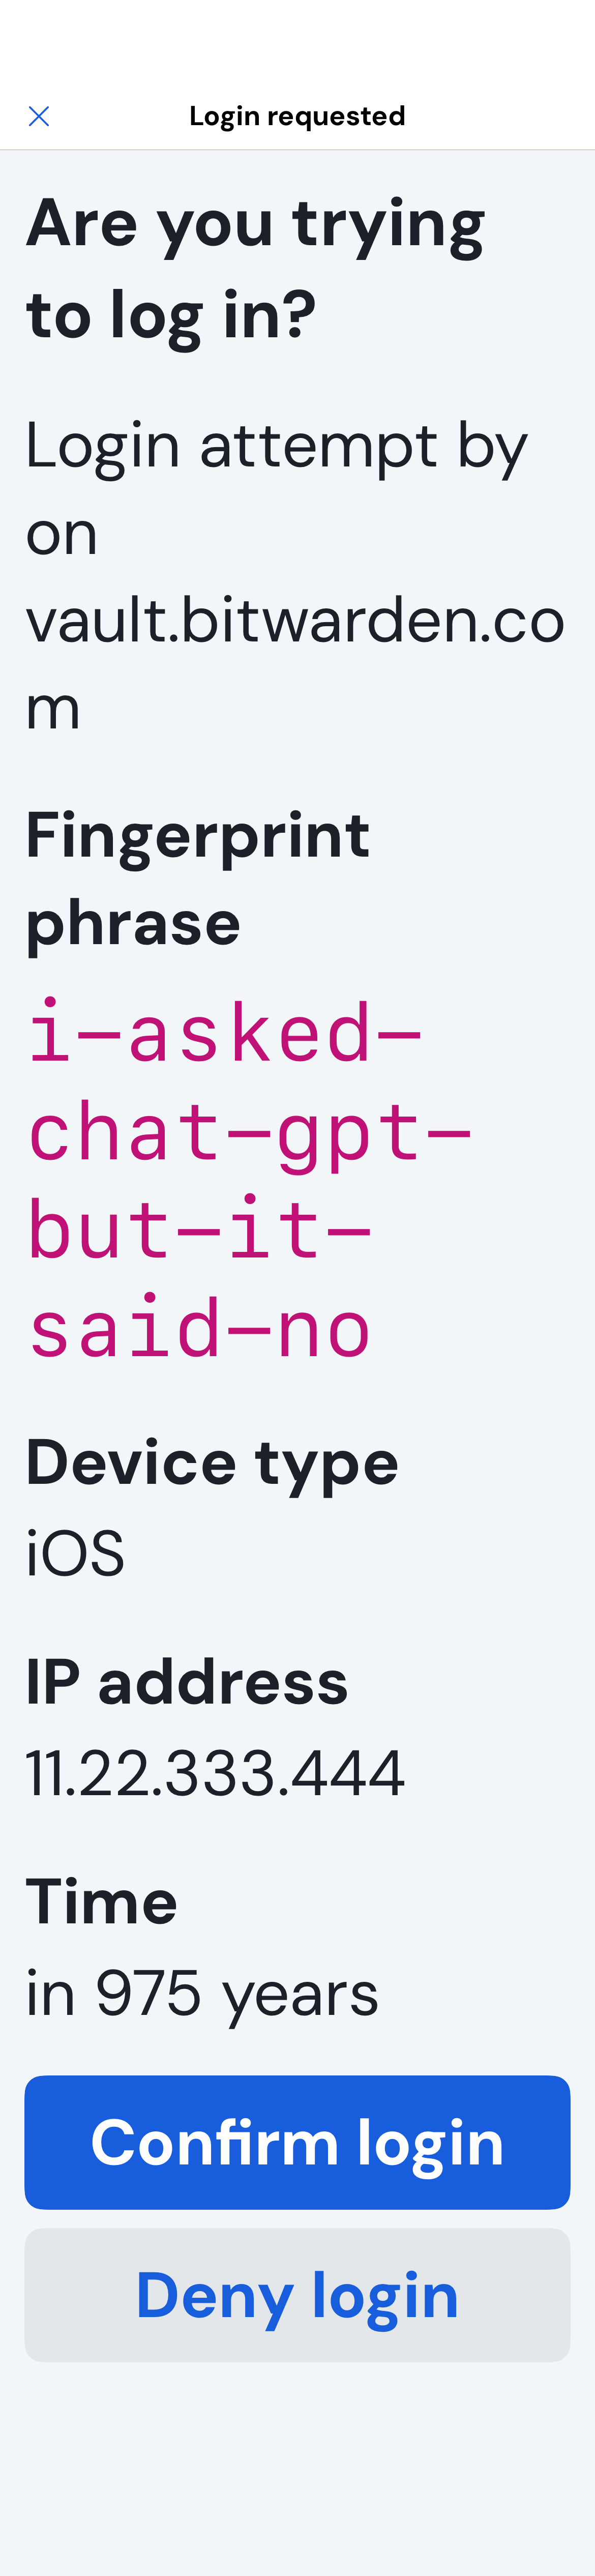 Login requested
Are you trying
to log in?
Login attempt by
on
vault.bitwarden.co
m
Fingerprint
phrase
i-asked-
chat-gpt-
but-it-
said-no
Device type
iOS
IP address
11.22.333.444
Time
in 975 years
Confirm login
Deny login